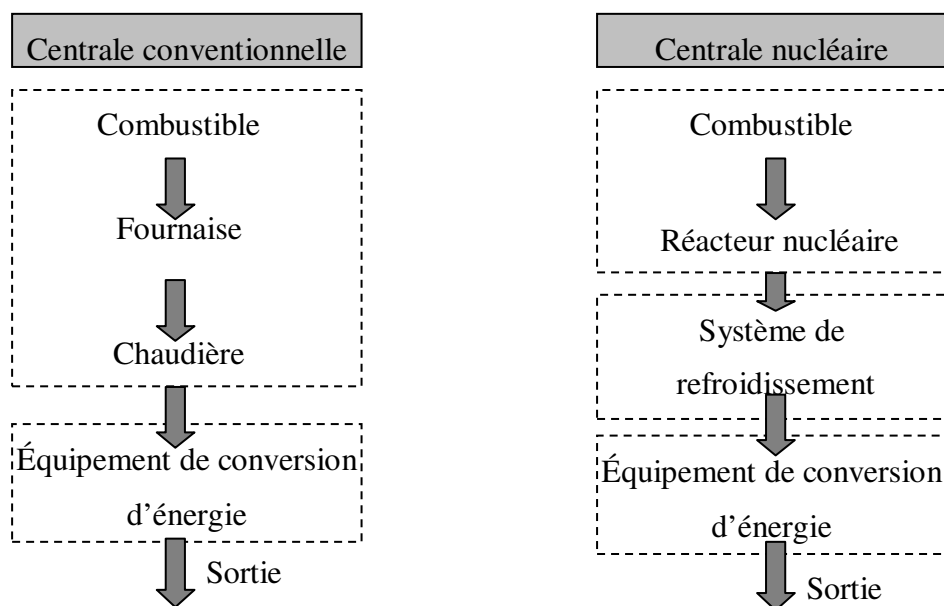 Centrale conventionnelle
Combustible
Fournaise
Chaudière
Équipement de conversion
d’énergie
Sortie
Centrale nucléaire
Combustible
Réacteur nucléaire
Système de
refroidissement
Équipement de conversion
d’énergie
Sortie